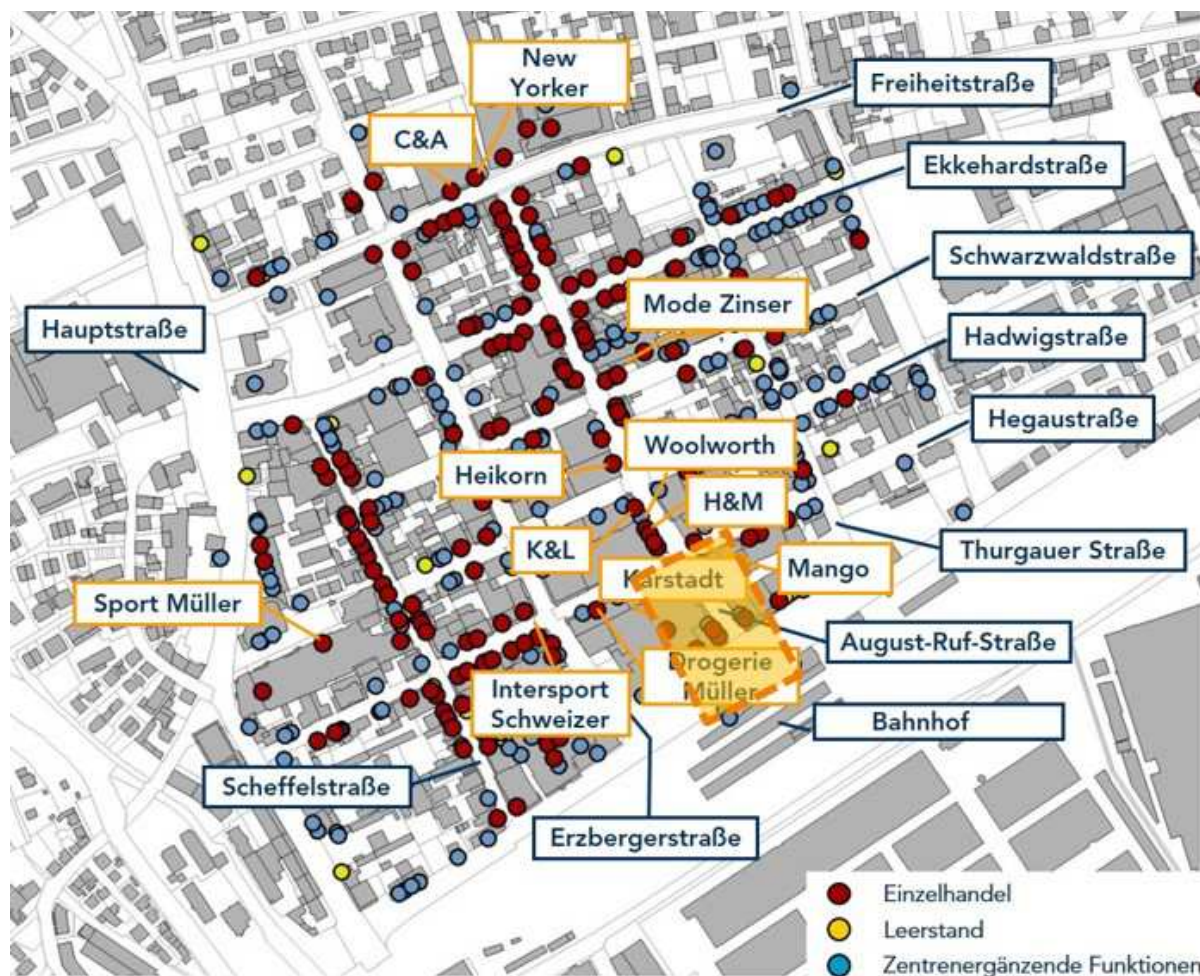 New
Yorker
Freiheitstraße
C&A
Ekkehardstraße
Schwarzwaldstraße
Mode Zinser
Hauptstraße
Hadwigstraße
Hegaustraße
Woolworth
Heikorn
H&M
K&L
Thurgauer Straße
Karstadt
Mango
Sport Müller
August-Ruf-Straße
Drogerie
Müller
Intersport
Schweizer
Bahnhof
Scheffelstraße
Erzbergerstraße
Einzelhandel
Leerstand
Zentrenergänzende Funktionen